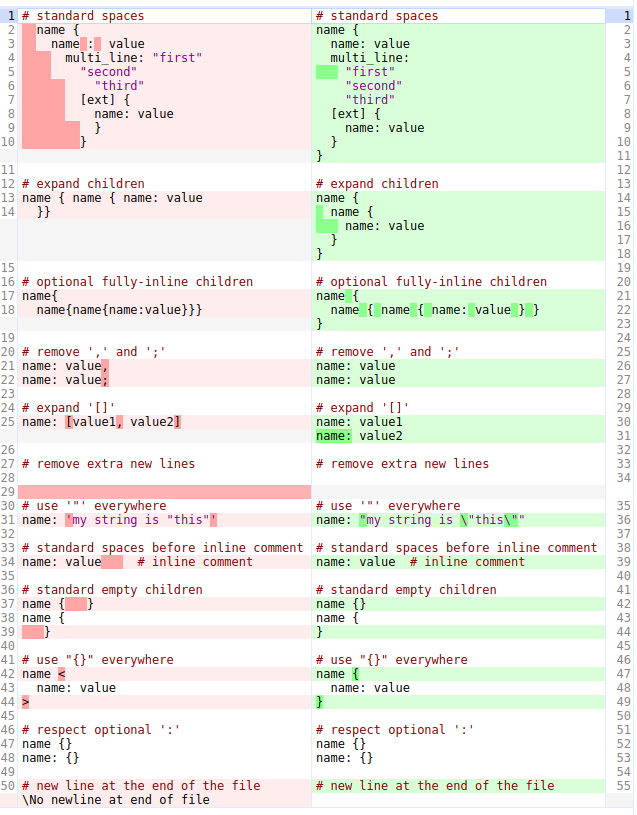 1 # standard spaces
2   name {
3     name : value
4       multi_line: "first"
5         "second"
6           "third"
7         [ext] {
8           name: value
9           }
10         }
11
12 # expand children
13 name { name { name: value
14   }}
15
16 # optional fully-inline children
17 name{
18   name{name{name:value}}}
19
20 # remove ',' and ';'
21 name: value,
22 name: value;
23
24 # expand '[]'
25 name: [value1, value2]
26
27 # remove extra new lines
28
29
30 # use '"' everywhere
31 name: 'my string is "this"'
32
33 # standard spaces before inline comment
34 name: value     # inline comment
35
36 # standard empty children
37 name {   }
38 name {
39    }
40
41 # use "{}" everywhere
42 name <
43   name: value
44 >
45
46 # respect optional ':'
47 name {}
48 name: {}
49
50 # new line at the end of the file
\No newline at end of file
# standard spaces 1
name { 2
  name: value 3
  multi_line: 4
    "first" 5
    "second" 6
    "third" 7
  [ext] { 8
    name: value 9
  } 10
} 11
12
# expand children 13
name { 14
  name { 15
    name: value 16
  } 17
} 18
19
# optional fully-inline children 20
name { 21
  name { name { name: value } } 22
} 23
24
# remove ',' and ';' 25
name: value 26
name: value 27
28
# expand '[]' 29
name: value1 30
name: value2 31
32
# remove extra new lines 33
34
# use '"' everywhere 35
name: "my string is \"this\"" 36
37
# standard spaces before inline comment 38
name: value  # inline comment 39
40
# standard empty children 41
name {} 42
name { 43
} 44
45
# use "{}" everywhere 46
name { 47
  name: value 48
} 49
50
# respect optional ':' 51
name {} 52
name: {} 53
54
# new line at the end of the file 55